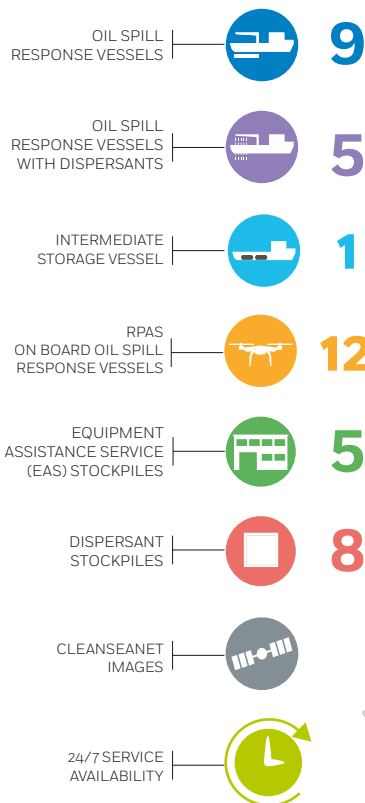 OIL SPILL
RESPONSE VESSELS
9
OIL SPILL
RESPONSE VESSELS
WITH DISPERSANTS
5
INTERMEDIATE
STORAGE VESSEL
1
RPAS
ON BOARD OIL SPILL
RESPONSE VESSELS
12
EQUIPMENT
ASSISTANCE SERVICE
(EAS) STOCKPILES
5
DISPERSANT
STOCKPILES
8
CLEANSEANET
IMAGES
24/7 SERVICE
AVAILABILITY